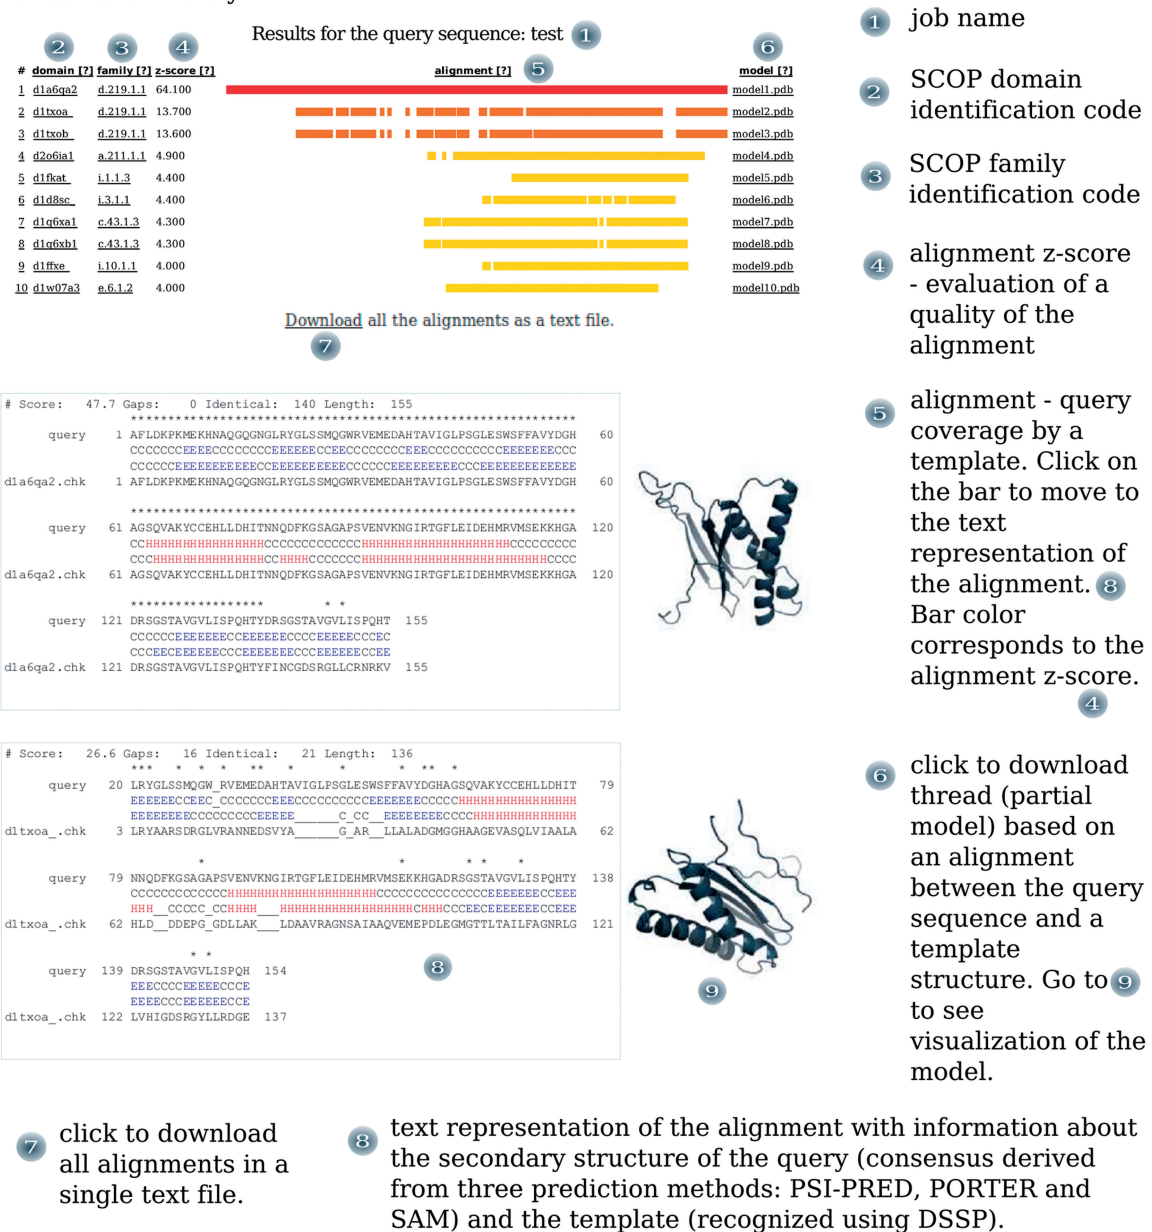 Results for the query sequence: test 1
2 3 4 5 6
# domain [?] family [?] z-score [?] alignment [?] model [?]
1 d1a6qa2 d.219.1.1 64.100 model1.pdb
2 d1txoa_ d.219.1.1 13.700 model2.pdb
3 d1txob_ d.219.1.1 13.600 model3.pdb
4 d2o6ia1 a.211.1.1 4.900 model4.pdb
5 d1fkat_ i.1.1.3 4.400 model5.pdb
6 d1d8sc_ i.3.1.1 4.400 model6.pdb
7 d1q6xa1 c.43.1.3 4.300 model7.pdb
8 d1q6xb1 c.43.1.3 4.300 model8.pdb
9 d1ffxe_ i.10.1.1 4.000 model9.pdb
10 d1w07a3 e.6.1.2 4.000 model10.pdb
Download all the alignments as a text file.
7
# Score: 47.7 Gaps: 0 Identical: 140 Length: 155
************************************************************
query 1 AFLDKPKMEKHNAQGQGNGLRYGLSSMQGWRVEMEDAHTAVIGLPSGLESWSFFAVYDGH 60
CCCCCCCEEEECCCCCCCCEEEEEECCEECCCCCCCCEEECCCCCCCCCCEEEEEEECCC
CCCCCCEEEEEEEEEEECCEEEEEEEEEECCCCCCEEEEEEEEECCCEEEEEEEEEEEEE
d1a6qa2.chk 1 AFLDKPKMEKHNAQGQGNGLRYGLSSMQGWRVEMEDAHTAVIGLPSGLESWSFFAVYDGH 60
************************************************************
query 61 AGSQVAKYCCEHLLDHITNNQDFKGSAGAPSVENVKNGIRTGFLEIDEHMRVMSEKKHGA 120
CCHHHHHHHHHHHHHHHHCCCCCCCCCCCCCHHHHHHHHHHHHHHHHHHHHCCCCCCCCC
CCCHHHHHHHHHHHHHHHCCHHHHCCCCCCCHHHHHHHHHHHHHHHHHHHHHHHHHCCCC
d1a6qa2.chk 61 AGSQVAKYCCEHLLDHITNNQDFKGSAGAPSVENVKNGIRTGFLEIDEHMRVMSEKKHGA 120
****************** * *
query 121 DRSGSTAVGVLISPQHTYDRSGSTAVGVLISPQHT 155
CCCCCCEEEEEEECCEEEEEECCCCEEEEECCCEC
CCCEECEEEEEEECCEEEEEECCCEEEEEEECCEE
d1a6qa2.chk 121 DRSGSTAVGVLISPQHTYFINCGDSRGLLCRNRKV 155
# Score: 26.6 Gaps: 16 Identical: 21 Length: 136
*** * * * ** * * * ** *
query 20 LRYGLSSMQGW_RVEMEDAHTAVIGLPSGLESWSFFAVYDGHAGSQVAKYCCEHLLDHIT 79
EEEEEECCEEC_CCCCCCCEEECCCCCCCCCCEEEEEEECCCCCHHHHHHHHHHHHHHHH
EEEEEEEECCCCCCCCCEEEEE______C_CC__EEEEEEEECCCCHHHHHHHHHHHHHH
d1txoa_.chk 3 LRYAARSDRGLVRANNEDSVYA______G_AR__LLALADGMGGHAAGEVASQLVIAALA 62
* * * * *
query 79 NNQDFKGSAGAPSVENVKNGIRTGFLEIDEHMRVMSEKKHGADRSGSTAVGVLISPQHTY 138
CCCCCCCCCCCCCHHHHHHHHHHHHHHHHHHHHCCCCCCCCCCCCCCCEEEEEEECCEEE
HHH__CCCCC_CCHHHH___HHHHHHHHHHHHHHHHHHCHHHCCCEECEEEEEEECCEEE
d1txoa_.chk 62 HLD__DDEPG_GDLLAK___LDAAVRAGNSAIAAQVEMEPDLEGMGTTLTAILFAGNRLG 121
* *
query 139 DRSGSTAVGVLISPQH 154
EEECCCCEEEEECCCE
EEEECCCEEEEEECCE
d1txoa_.chk 122 LVHIGDSRGYLLRDGE 137
8
9
1 job name
2 SCOP domain
identification code
3 SCOP family
identification code
4 alignment z-score
- evaluation of a
quality of the
alignment
5 alignment - query
coverage by a
template. Click on
the bar to move to
the text
representation of
the alignment. 8
Bar color
corresponds to the
alignment z-score.
4
6 click to download
thread (partial
model) based on
an alignment
between the query
sequence and a
template
structure. Go to 9
to see
visualization of the
model.
7 click to download
all alignments in a
single text file.
8 text representation of the alignment with information about
the secondary structure of the query (consensus derived
from three prediction methods: PSI-PRED, PORTER and
SAM) and the template (recognized using DSSP).